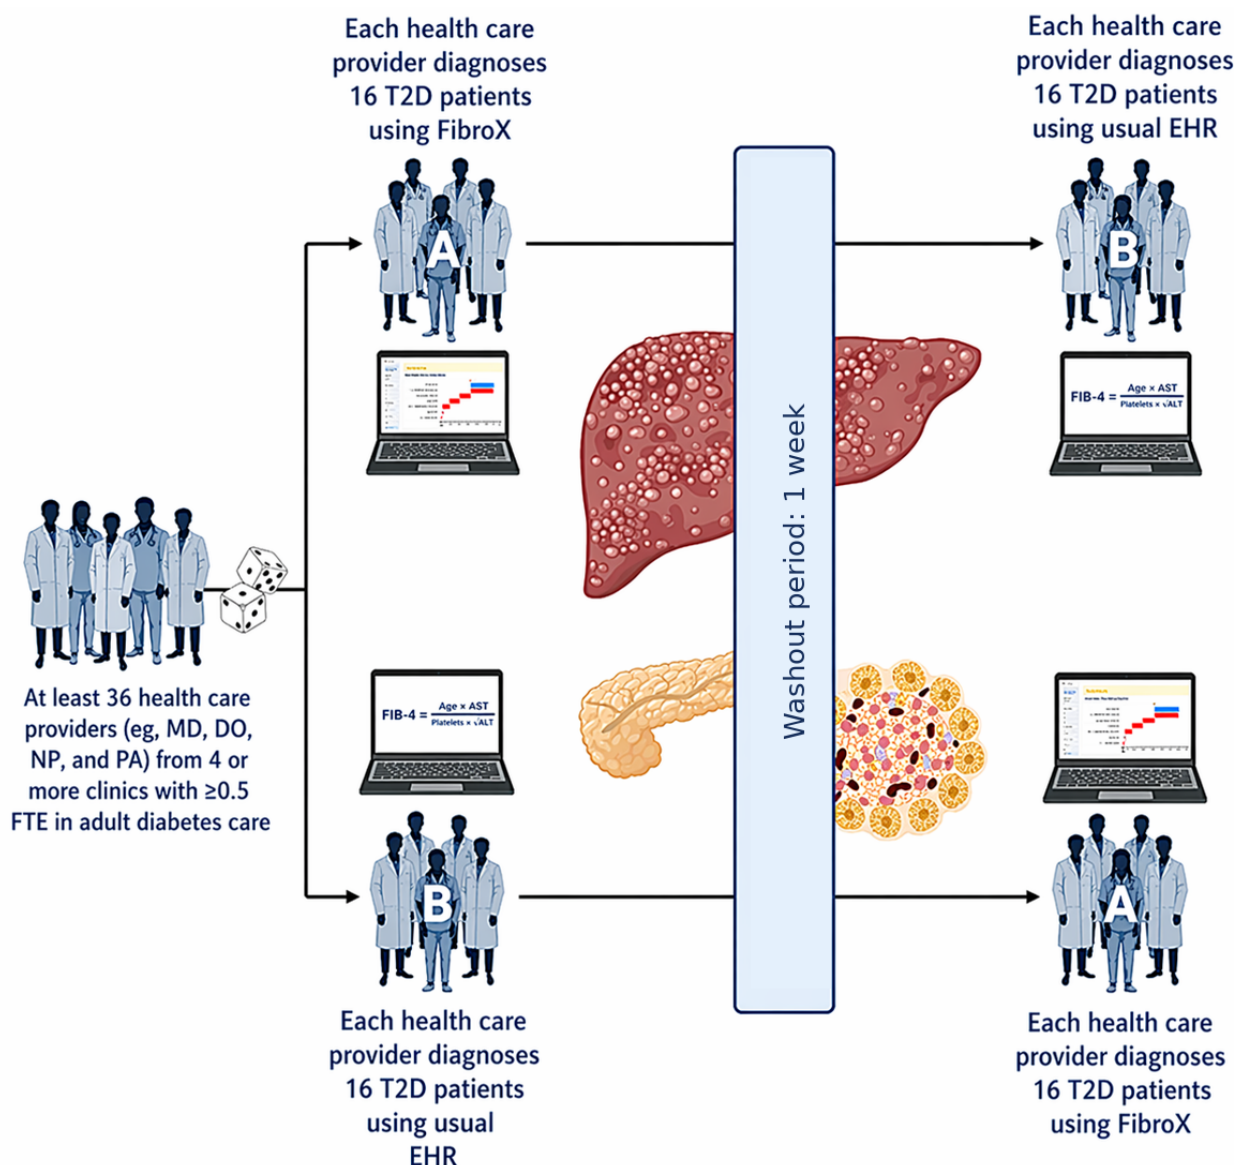 Each health care
provider diagnoses
16 T2D patients
using FibroX
A
Each health care
provider diagnoses
16 T2D patients
using usual EHR
B
FIB-4 = Age × AST
Platelets × √ALT
Washout period: 1 week
At least 36 health care
providers (eg, MD, DO,
NP, and PA) from 4 or
more clinics with ≥0.5
FTE in adult diabetes care
FIB-4 = Age × AST
Platelets × √ALT
B
Each health care
provider diagnoses
16 T2D patients
using usual
EHR
A
Each health care
provider diagnoses
16 T2D patients
using FibroX